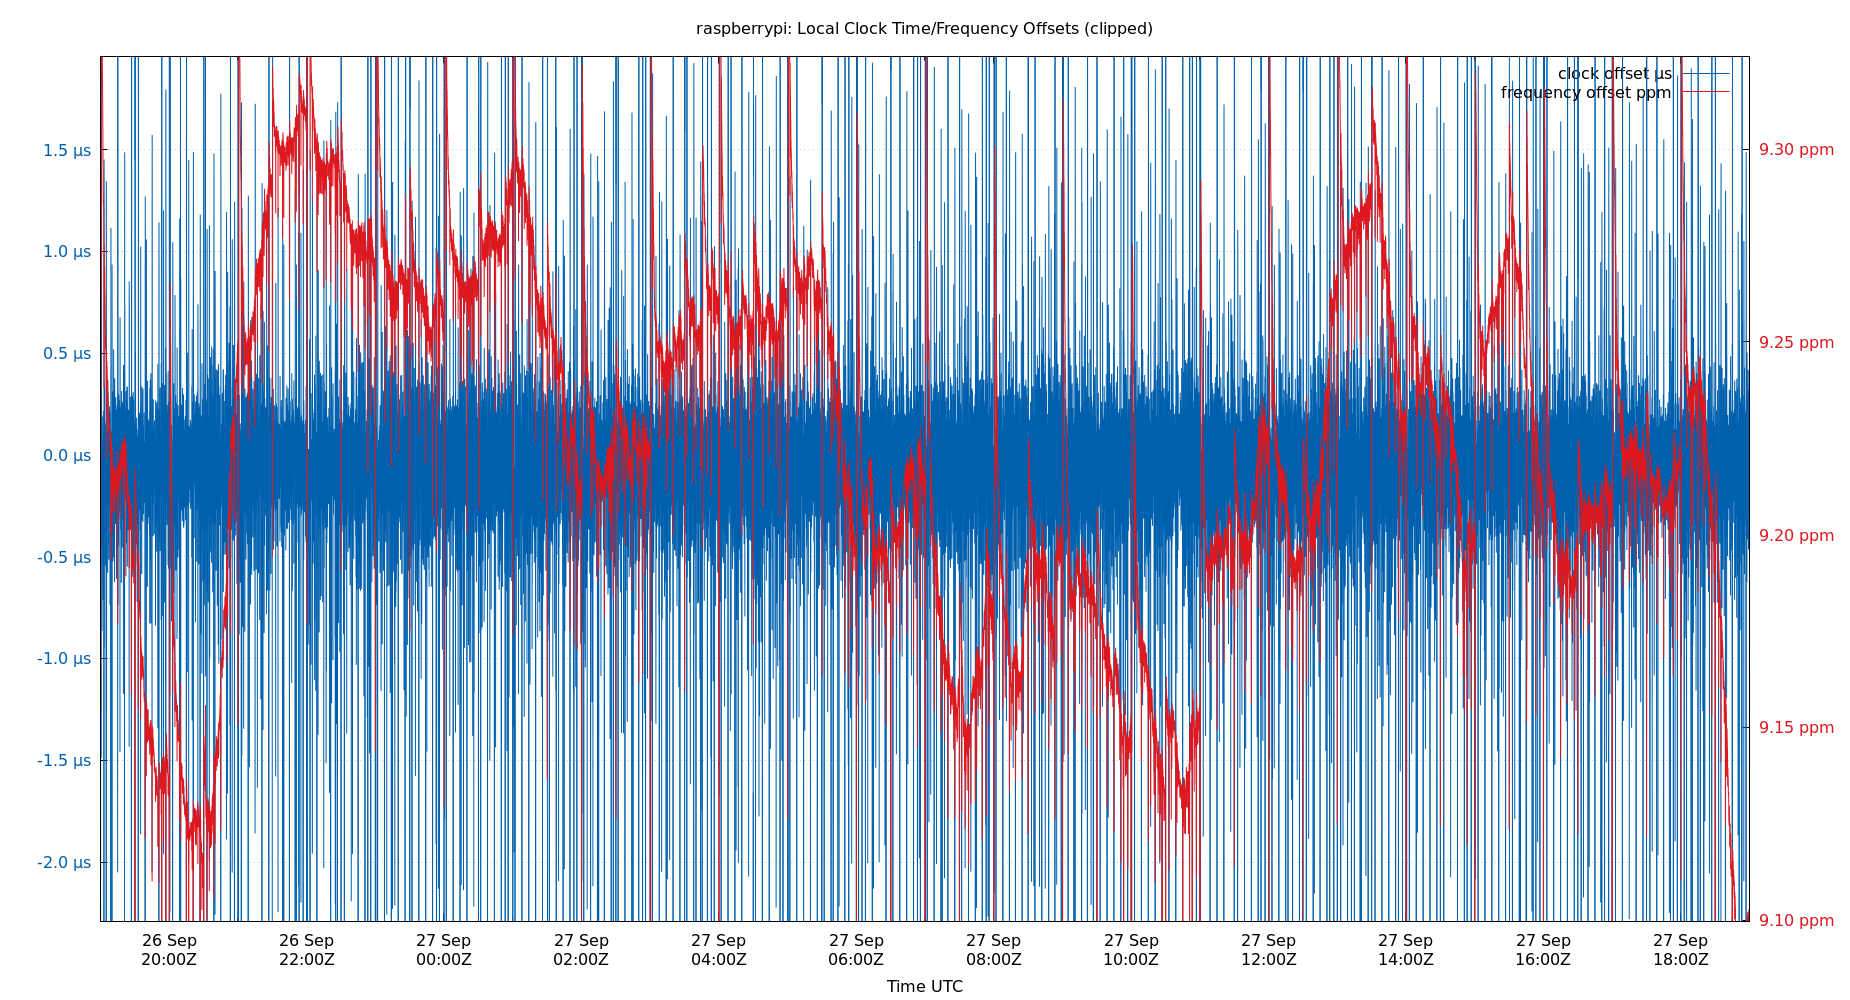 raspberrypi: Local Clock Time/Frequency Offsets (clipped)
clock offset µs
frequency offset ppm
1.5 µs
1.0 µs
0.5 µs
0.0 µs
-0.5 µs
-1.0 µs
-1.5 µs
-2.0 µs
9.30 ppm
9.25 ppm
9.20 ppm
9.15 ppm
9.10 ppm
26 Sep 26 Sep 27 Sep 27 Sep 27 Sep 27 Sep 27 Sep 27 Sep 27 Sep 27 Sep 27 Sep 27 Sep
20:00Z 22:00Z 00:00Z 02:00Z 04:00Z 06:00Z 08:00Z 10:00Z 12:00Z 14:00Z 16:00Z 18:00Z
Time UTC